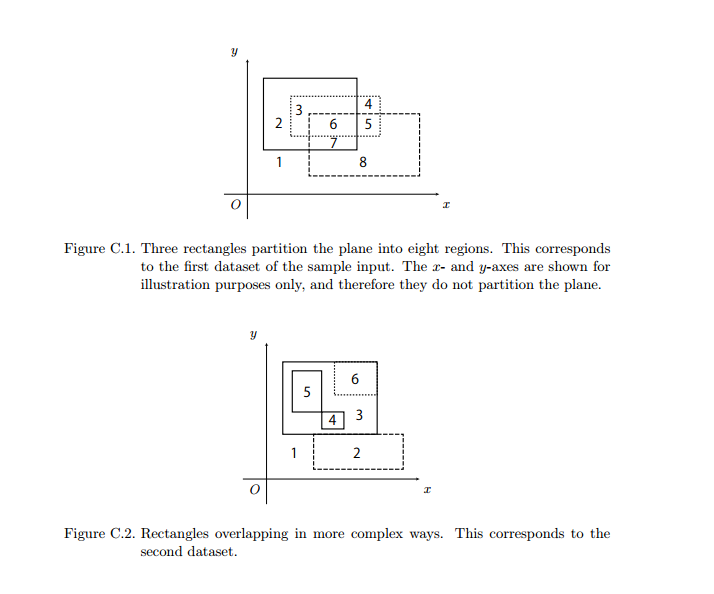 y
3
4
2
6
5
7
1
8
O
x
Figure C.1. Three rectangles partition the plane into eight regions. This corresponds
to the first dataset of the sample input. The x- and y-axes are shown for
illustration purposes only, and therefore they do not partition the plane.
y
6
5
4
3
1
2
O
x
Figure C.2. Rectangles overlapping in more complex ways. This corresponds to the
second dataset.